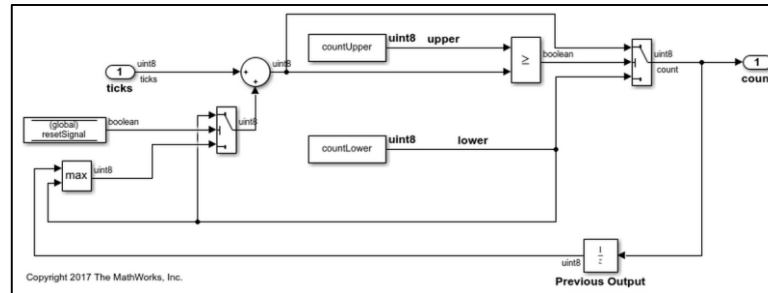 uint8
ticks
1
ticks
+
+
uint8
countUpper
uint8 upper
≥
boolean
uint8
count
1
coun
(global)
resetSignal
boolean
uint8
countLower
uint8 lower
max
uint8
1
z
uint8
Previous Output
Copyright 2017 The MathWorks, Inc.